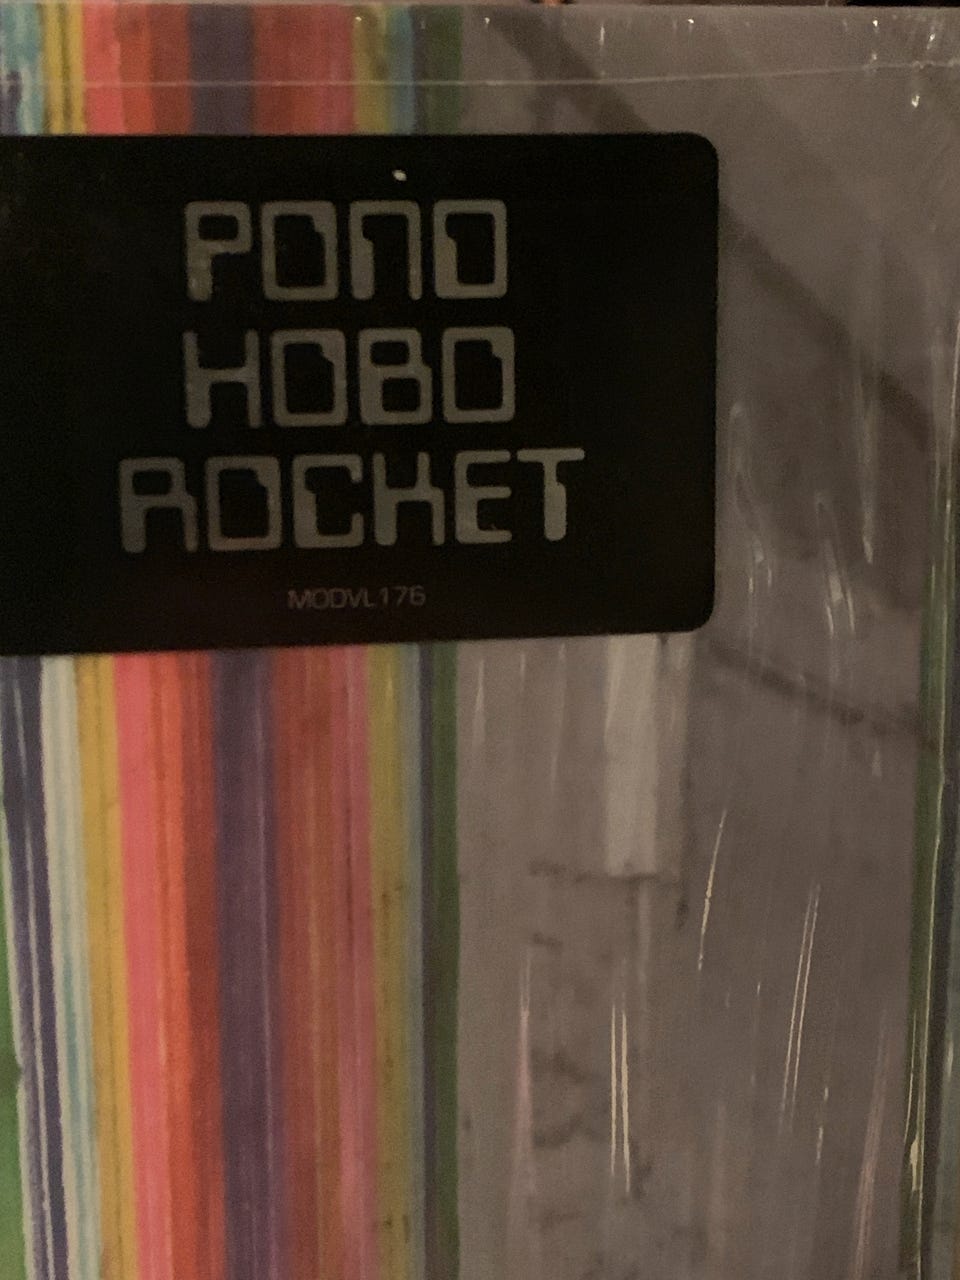 POND
HOBO
ROCKET
MODVL176